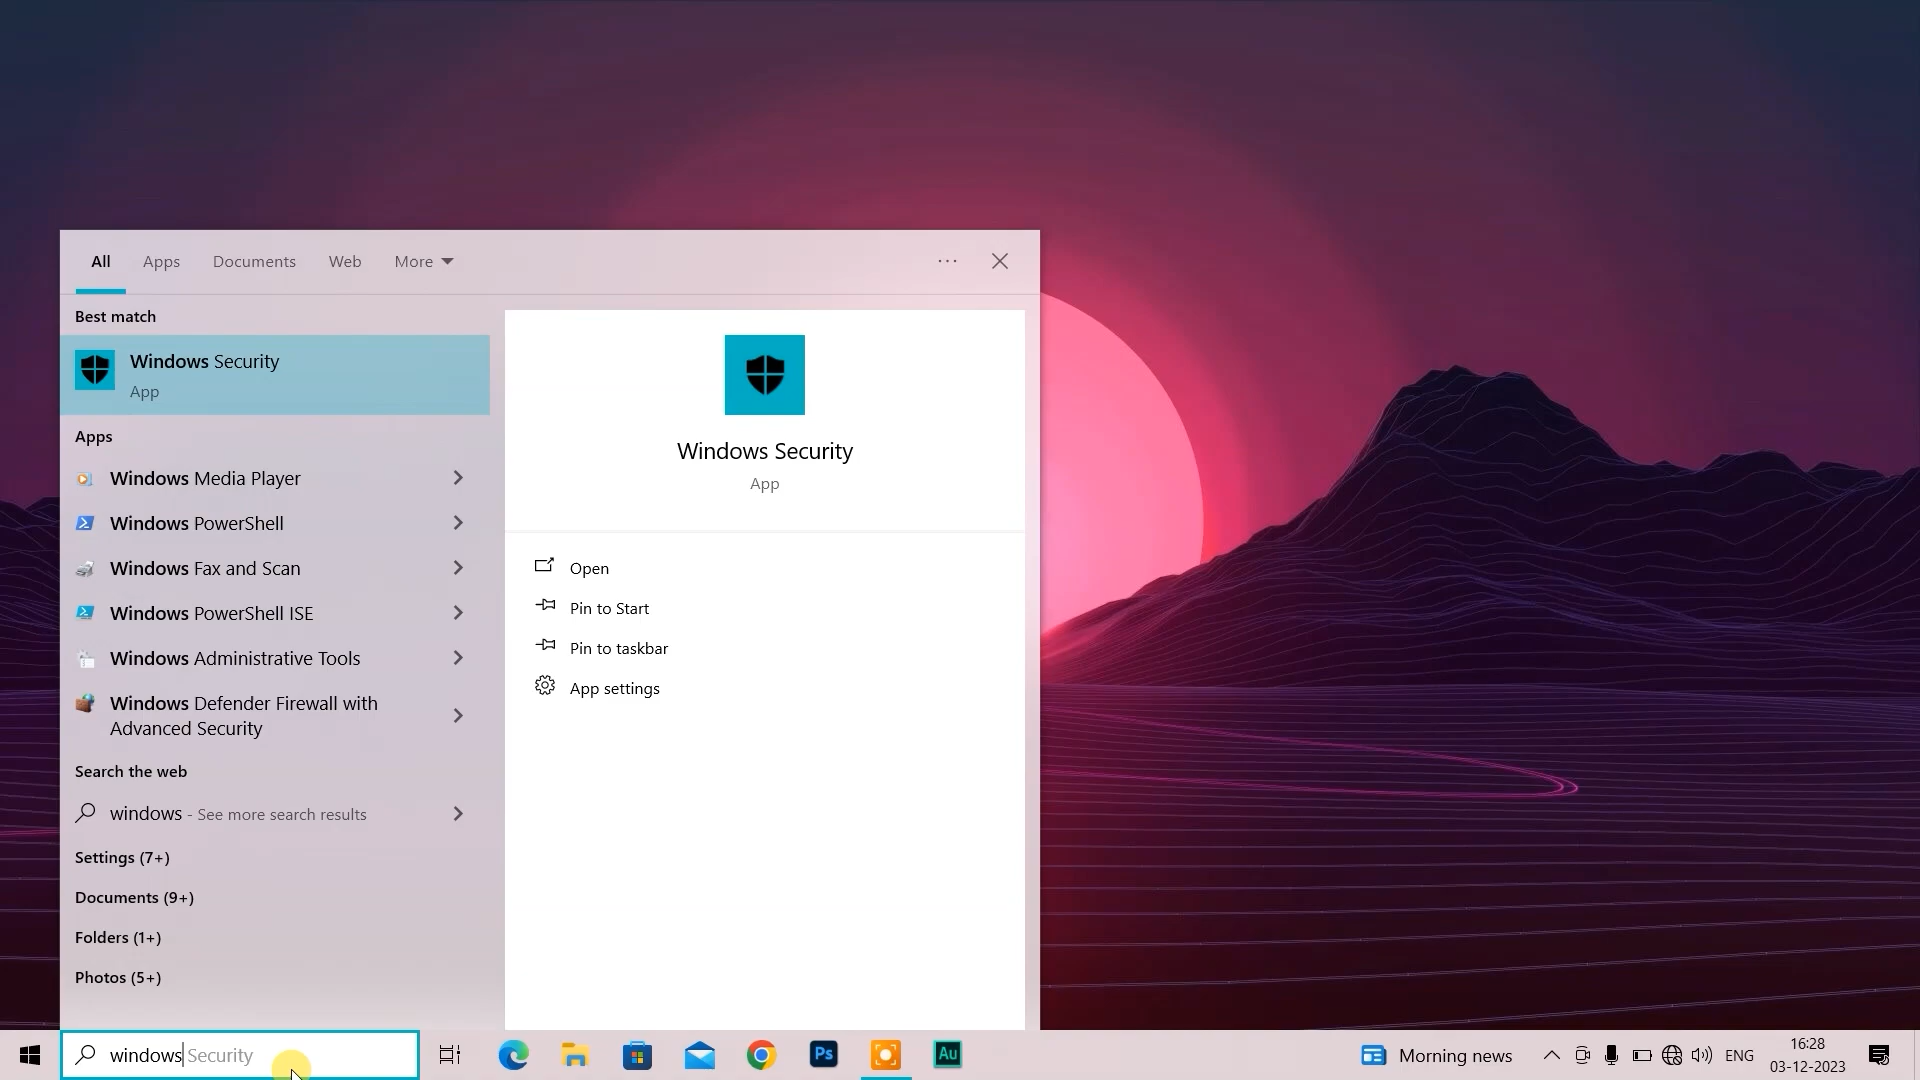 All Apps Documents Web More
Best match
Windows Security
App
Apps
Windows Media Player
Windows PowerShell
Windows Fax and Scan
Windows PowerShell ISE
Windows Administrative Tools
Windows Defender Firewall with
Advanced Security
Search the web
windows - See more search results
Settings (7+)
Documents (9+)
Folders (1+)
Photos (5+)
Windows Security
App
Open
Pin to Start
Pin to taskbar
App settings
windows Security
Ps
Au
Morning news
ENG
16:28
03-12-2023